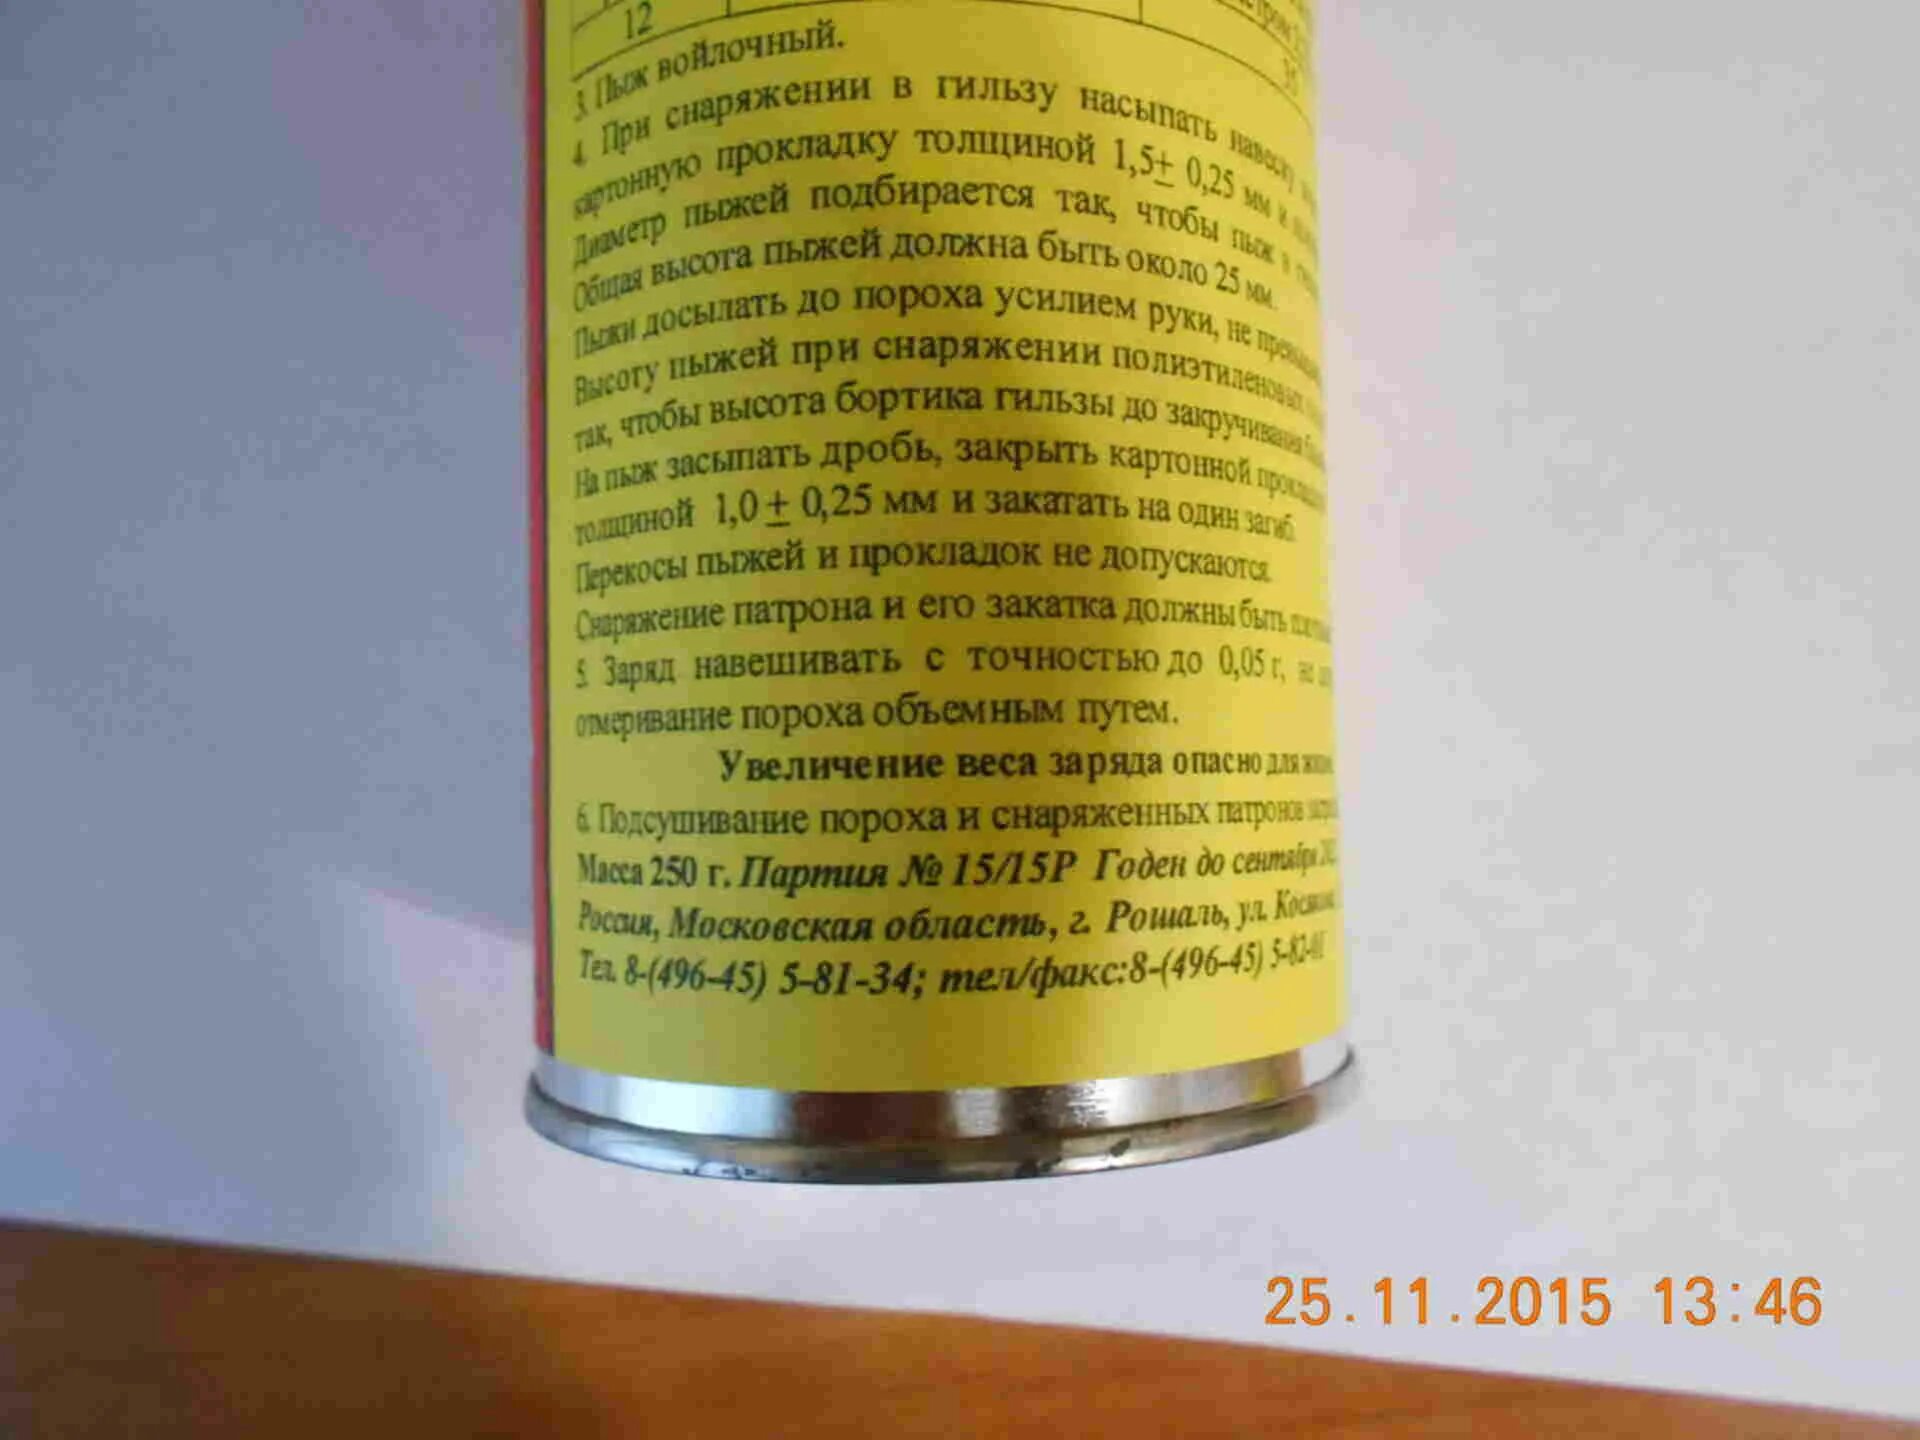 12
35
3. Пыж войлочный.
4. При снаряжении в гильзу насыпать навеску
картонную прокладку толщиной 1,5± 0,25 мм и
Диаметр пыжей подбирается так, чтобы пыж в
Общая высота пыжей должна быть около 25 мм.
Пыжи досылать до пороха усилием руки, не
Высоту пыжей при снаряжении полиэтиленовых
так, чтобы высота бортика гильзы до закручивания
На пыж засыпать дробь, закрыть картонной
толщиной 1,0 ± 0,25 мм и закатать на один загиб.
Перекосы пыжей и прокладок не допускаются.
Снаряжение патрона и его закатка должны быть
5. Заряд навешивать с точностью до 0,05 г, но
отмеривание пороха объемным путем.
Увеличение веса заряда опасно для
6. Подсушивание пороха и снаряженных патронов
Масса 250 г. Партия № 15/15Р Годен до сентября
Россия, Московская область, г. Рошаль, ул.
Тел. 8-(496-45) 5-81-34; тел/факс:8-(496-45) 5-82-01
25.11.2015 13:46